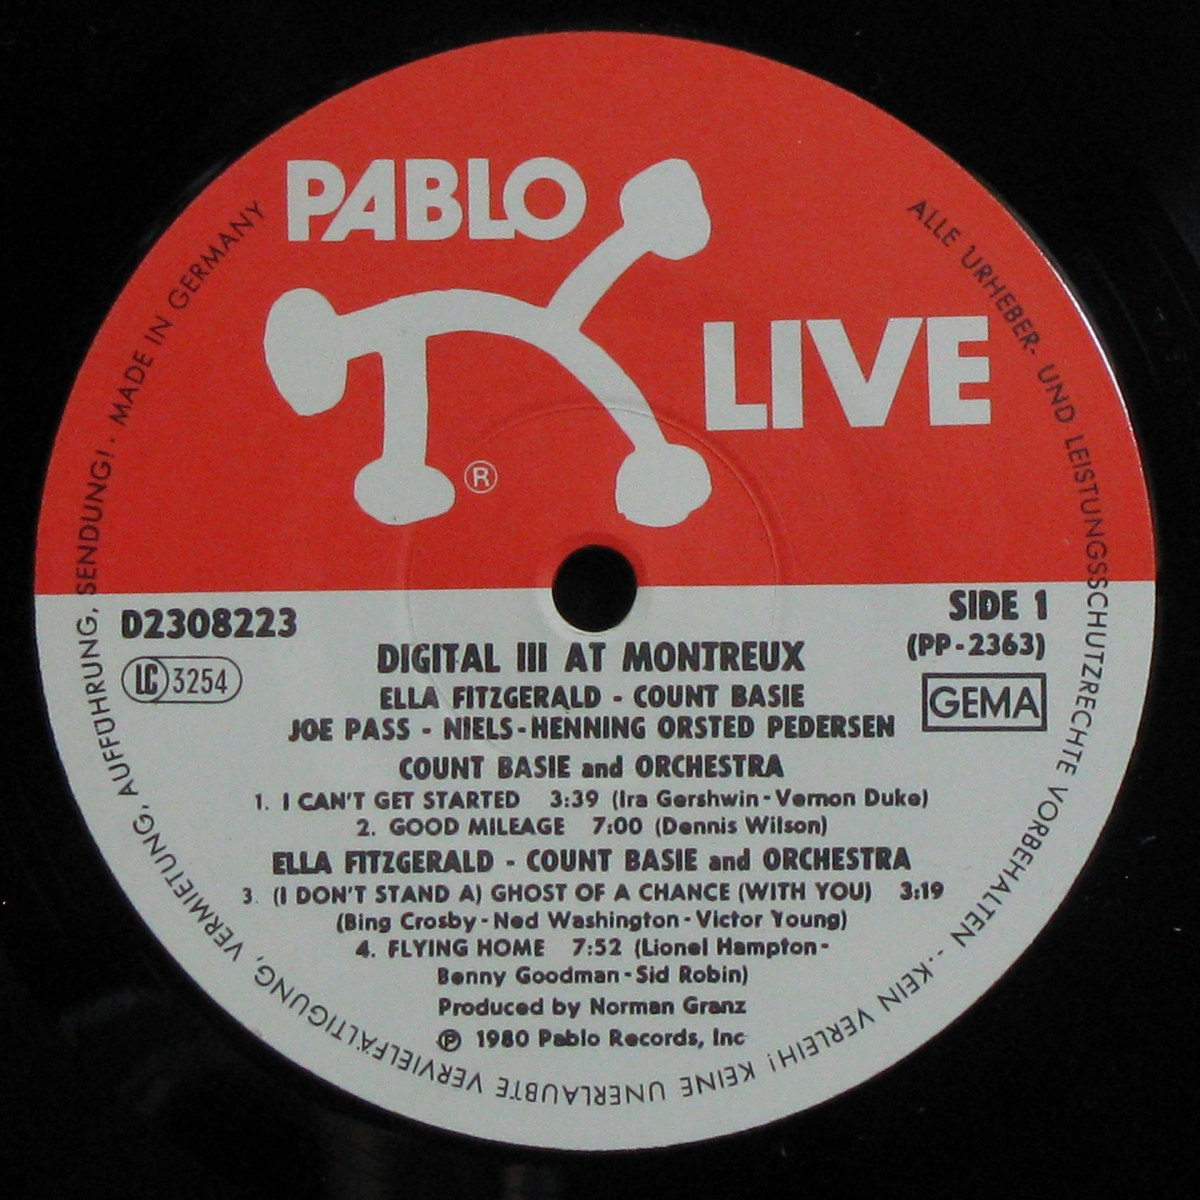 PABLO
LIVE
®
D2308223
LC 3254
SIDE 1
(PP-2363)
GEMA
DIGITAL III AT MONTREUX
ELLA FITZGERALD - COUNT BASIE
JOE PASS - NIELS-HENNING ORSTED PEDERSEN
COUNT BASIE and ORCHESTRA
1. I CAN'T GET STARTED 3:39 (Ira Gershwin-Vernon Duke)
2. GOOD MILEAGE 7:00 (Dennis Wilson)
ELLA FITZGERALD - COUNT BASIE and ORCHESTRA
3. (I DON'T STAND A) GHOST OF A CHANCE (WITH YOU) 3:19
(Bing Crosby-Ned Washington-Victor Young)
4. FLYING HOME 7:52 (Lionel Hampton-
Benny Goodman-Sid Robin)
Produced by Norman Granz
℗ 1980 Pablo Records, Inc
ALLE URHEBER- UND LEISTUNGSSCHUTZRECHTE VORBEHALTEN -. KEIN VERLEIH! KEINE UNERLAUBTE VERVIELFÄLTIGUNG, VERMIETUNG, AUFFÜHRUNG, SENDUNG! · MADE IN GERMANY